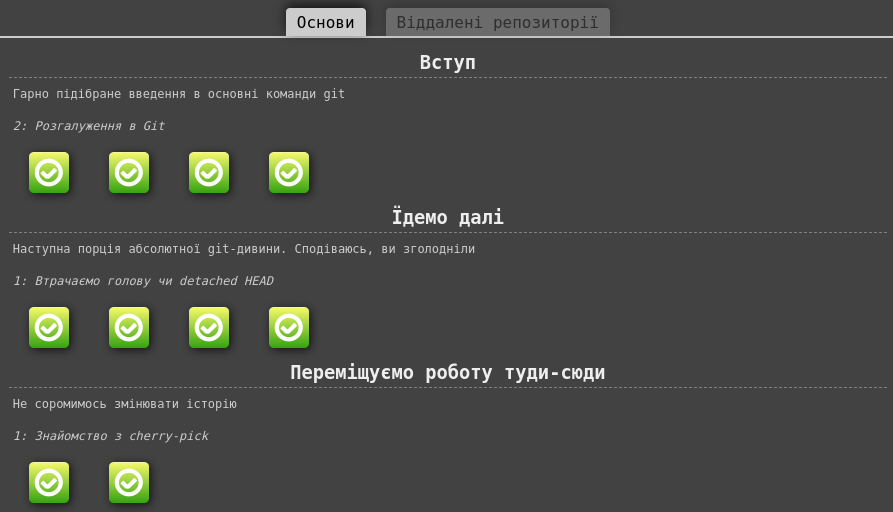 Основи
Віддалені репозиторії
Вступ
Гарно підібране введення в основні команди git
2: Розгалуження в Git
Їдемо далі
Наступна порція абсолютної git-дивини. Сподіваюсь, ви зголодніли
1: Втрачаємо голову чи detached HEAD
Переміщуємо роботу туди-сюди
Не соромимось змінювати історію
1: Знайомство з cherry-pick